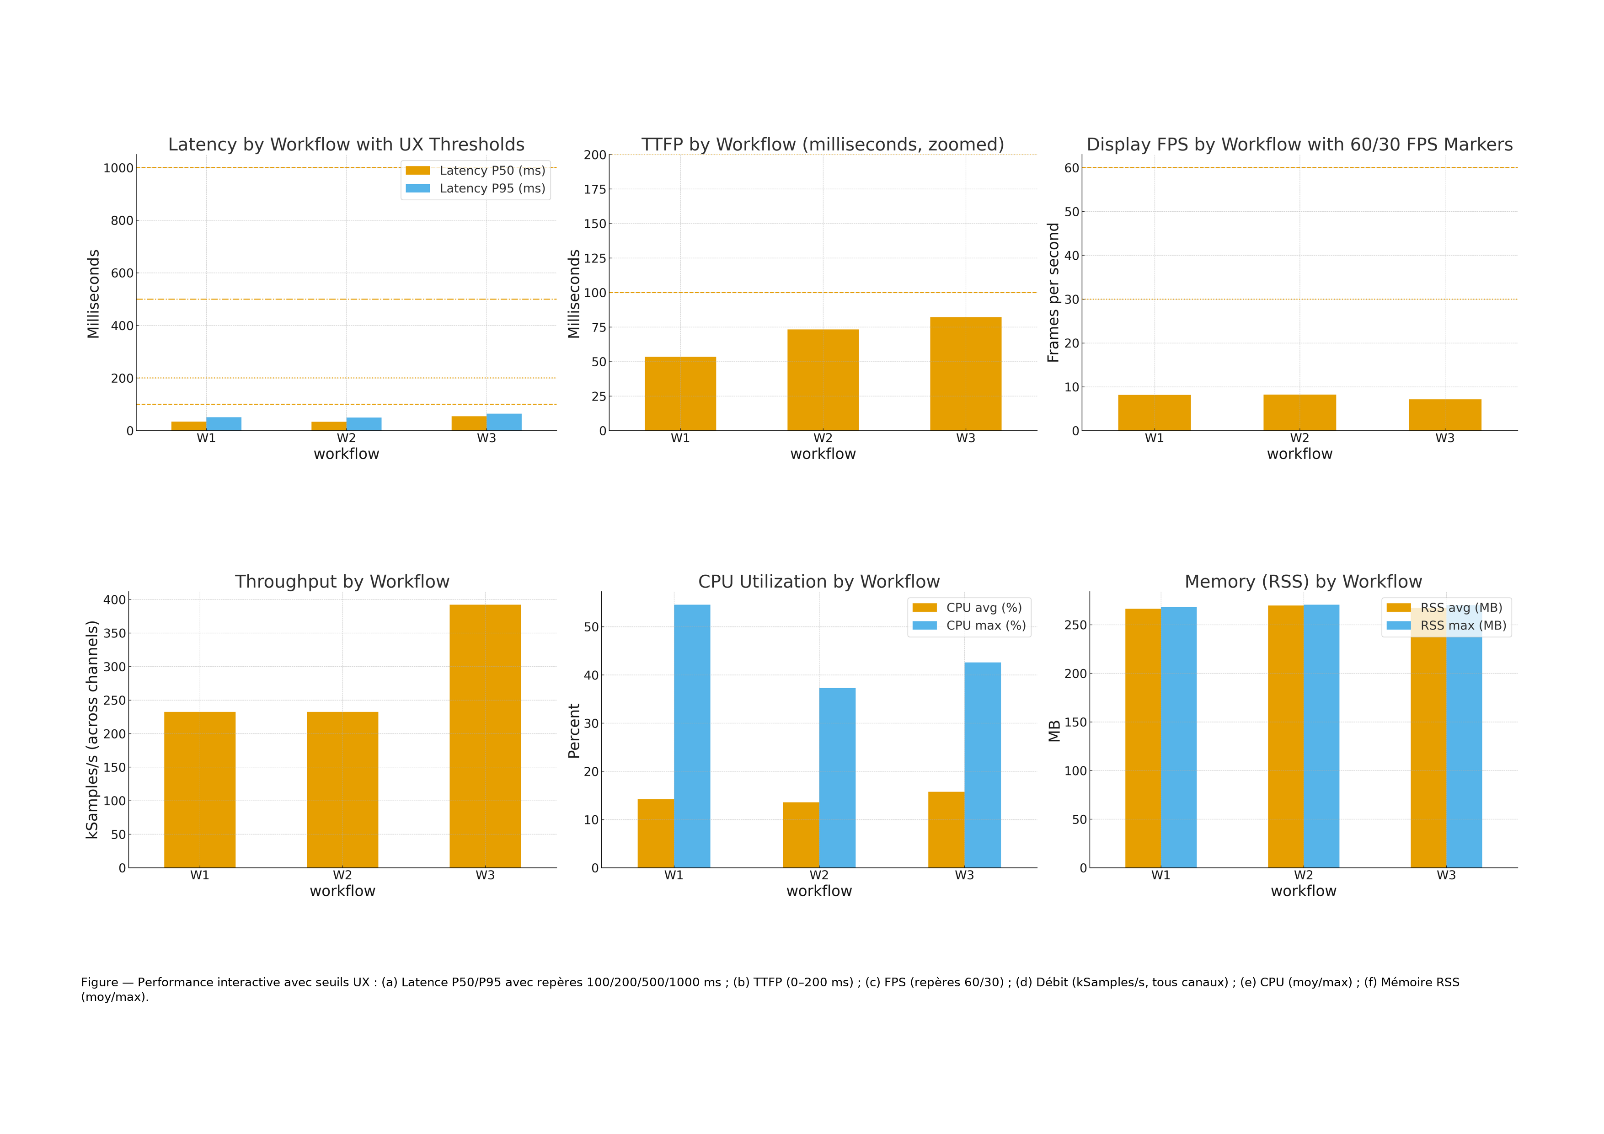 Latency by Workflow with UX Thresholds
1000
800
600
400
200
0
Milliseconds
Latency P50 (ms)
Latency P95 (ms)
W1
W2
W3
workflow
TTFP by Workflow (milliseconds, zoomed)
200
175
150
125
100
75
50
25
0
Milliseconds
W1
W2
W3
workflow
Display FPS by Workflow with 60/30 FPS Markers
60
50
40
30
20
10
0
Frames per second
W1
W2
W3
workflow
Throughput by Workflow
400
350
300
250
200
150
100
50
0
kSamples/s (across channels)
W1
W2
W3
workflow
CPU Utilization by Workflow
50
40
30
20
10
0
Percent
CPU avg (%)
CPU max (%)
W1
W2
W3
workflow
Memory (RSS) by Workflow
250
200
150
100
50
0
MB
RSS avg (MB)
RSS max (MB)
W1
W2
W3
workflow
Figure — Performance interactive avec seuils UX : (a) Latence P50/P95 avec repères 100/200/500/1000 ms ; (b) TTFP (0–200 ms) ; (c) FPS (repères 60/30) ; (d) Débit (kSamples/s, tous canaux) ; (e) CPU (moy/max) ; (f) Mémoire RSS
(moy/max).